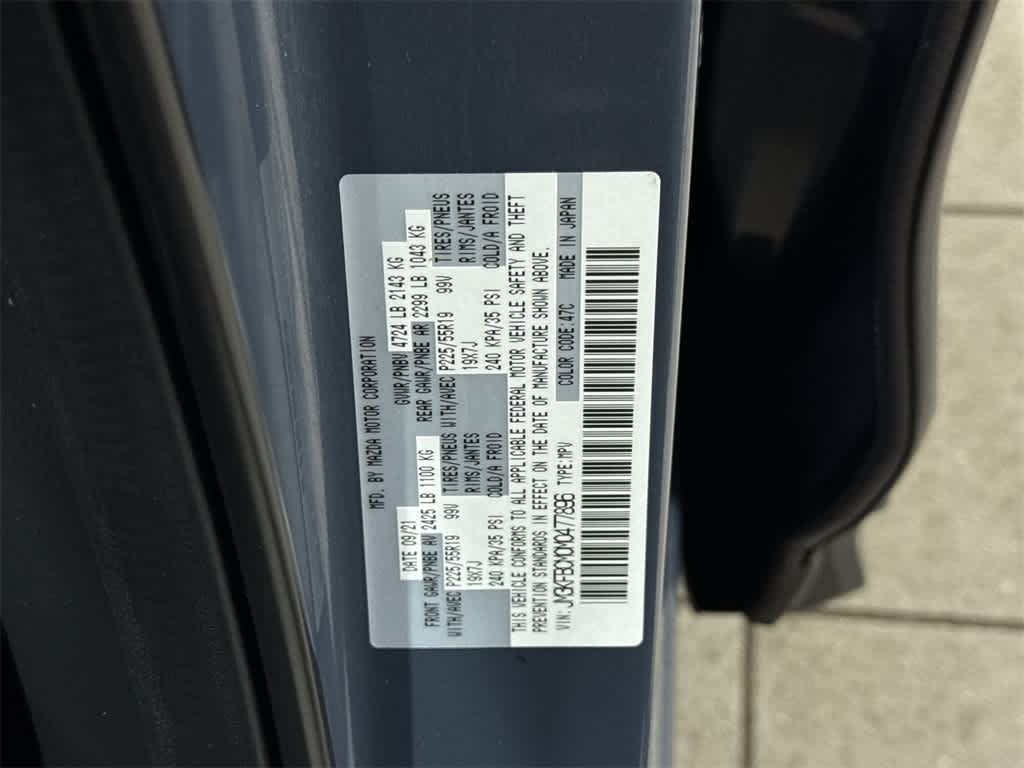 MFD. BY MAZDA MOTOR CORPORATION
DATE 09/21 GVWR/PNBV 4724 LB 2143 KG
FRONT GAWR/PNBE AV 2425 LB 1100 KG REAR GAWR/PNBE AR 2299 LB 1043 KG
WITH/AVEC P225/55R19 99V TIRES/PNEUS WITH/AVEC P225/55R19 99V TIRES/PNEUS
19X7J RIMS/JANTES 19X7J RIMS/JANTES
240 KPA/35 PSI COLD/A FROID 240 KPA/35 PSI COLD/A FROID
THIS VEHICLE CONFORMS TO ALL APPLICABLE FEDERAL MOTOR VEHICLE SAFETY AND THEFT
PREVENTION STANDARDS IN EFFECT ON THE DATE OF MANUFACTURE SHOWN ABOVE.
VIN: JM3KFBCM0M0477896 TYPE:MPV COLOR CODE:47C MADE IN JAPAN